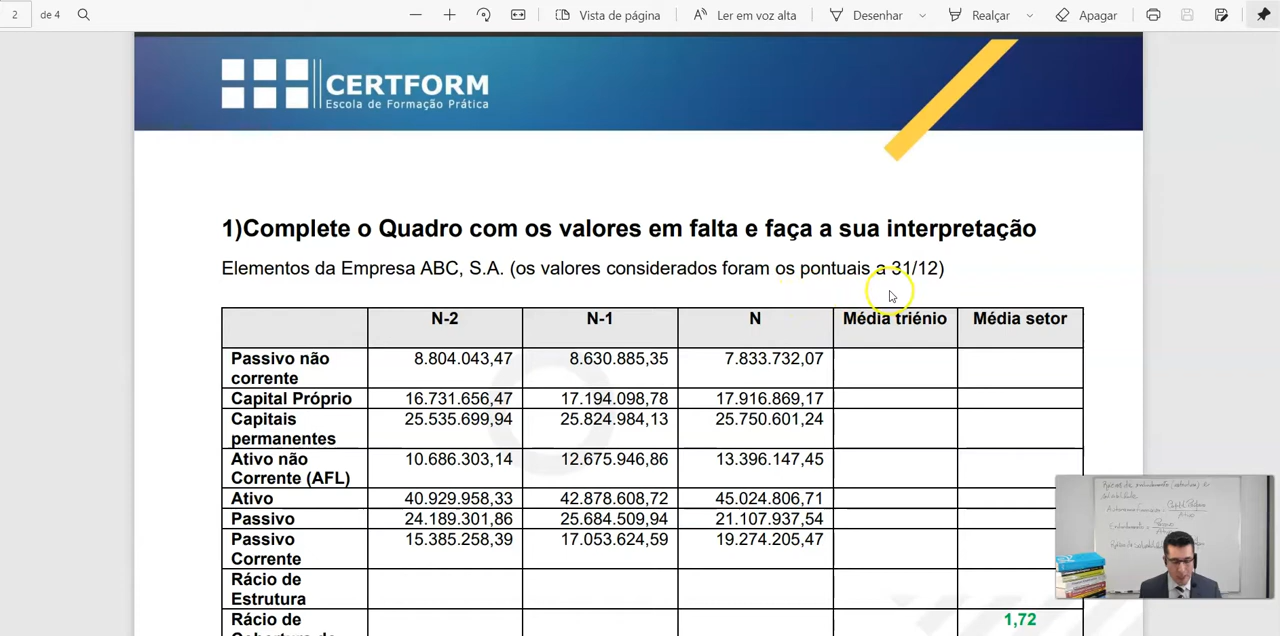 2 de 4 Vista de página Ler em voz alta Desenhar Realçar Apagar
CERTFORM
Escola de Formação Prática
1)Complete o Quadro com os valores em falta e faça a sua interpretação
Elementos da Empresa ABC, S.A. (os valores considerados foram os pontuais a 31/12)
N-2 N-1 N Média triénio Média setor
Passivo não corrente 8.804.043,47 8.630.885,35 7.833.732,07
Capital Próprio 16.731.656,47 17.194.098,78 17.916.869,17
Capitais permanentes 25.535.699,94 25.824.984,13 25.750.601,24
Ativo não Corrente (AFL) 10.686.303,14 12.675.946,86 13.396.147,45
Ativo 40.929.958,33 42.878.608,72 45.024.806,71
Passivo 24.189.301,86 25.684.509,94 21.107.937,54
Passivo Corrente 15.385.258,39 17.053.624,59 19.274.205,47
Rácio de Estrutura
Rácio de 1,72
Cobertura de